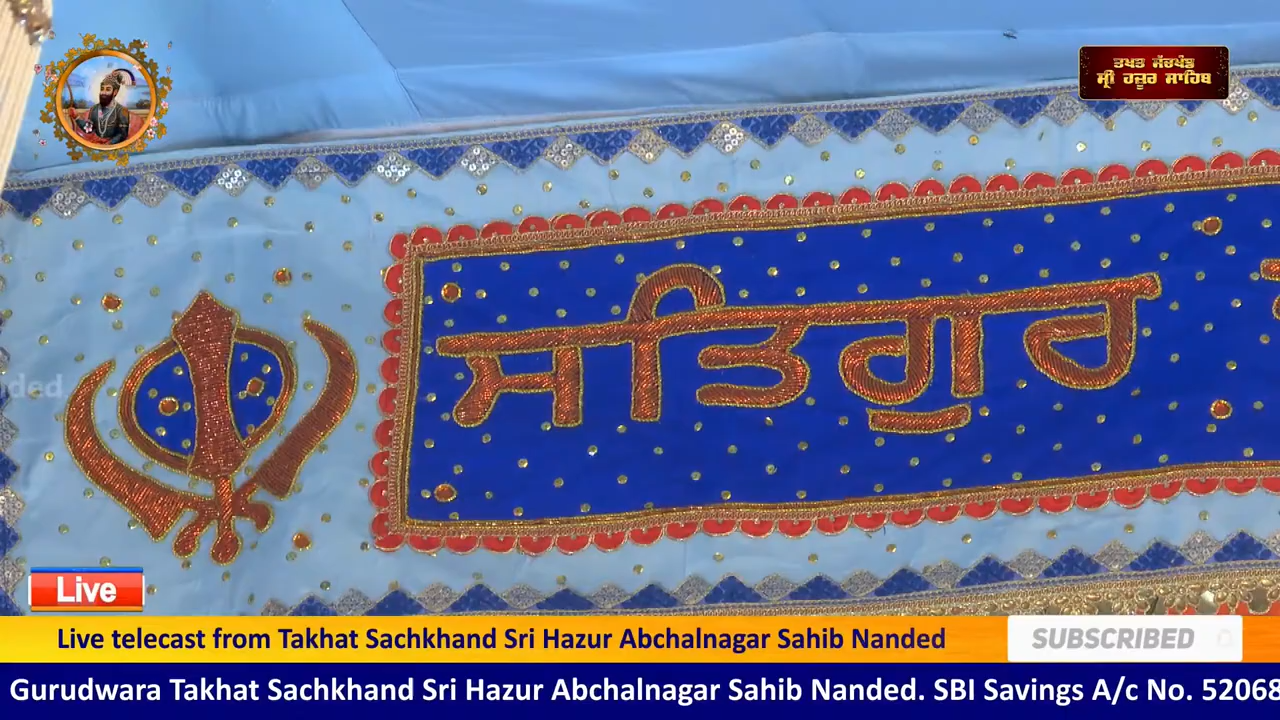 ਤਖਤ ਸੱਚਖੰਡ
ਸ੍ਰੀ ਹਜ਼ੂਰ ਸਾਹਿਬ
ਸਤਿਗੁਰ
Live
Live telecast from Takhat Sachkhand Sri Hazur Abchalnagar Sahib Nanded
SUBSCRIBED
Gurudwara Takhat Sachkhand Sri Hazur Abchalnagar Sahib Nanded. SBI Savings A/c No. 52068